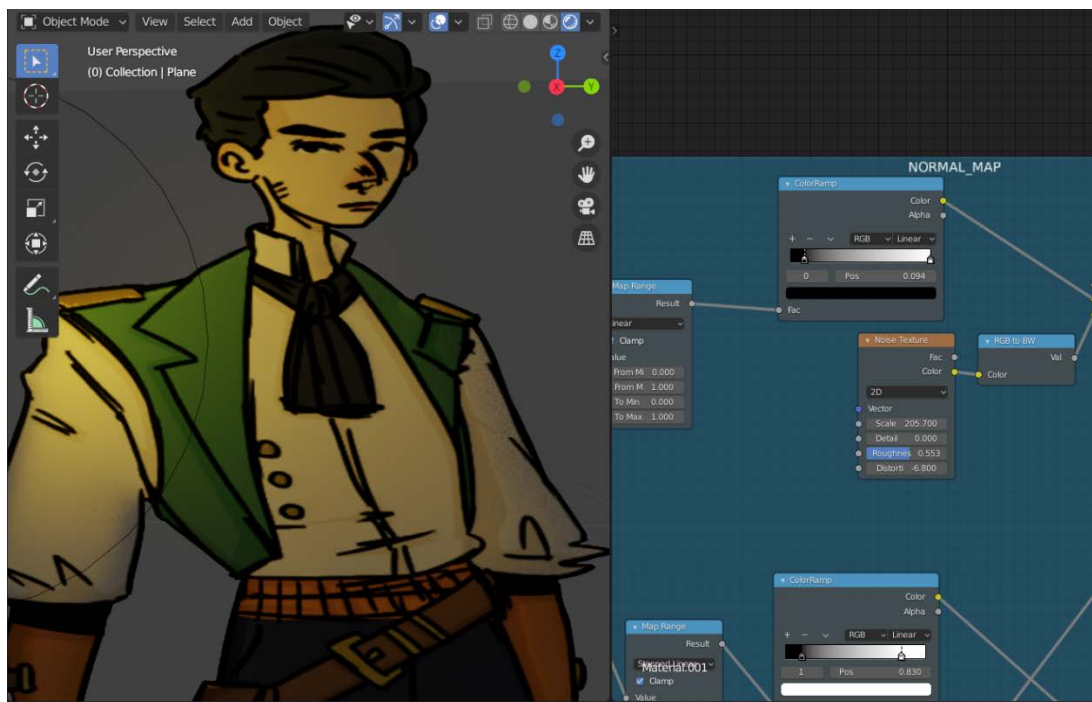 Object Mode View Select Add Object
User Perspective
(0) Collection | Plane
Z
X
Y
NORMAL_MAP
ColorRamp
Color
Alpha
+ − RGB Linear
0 Pos 0.094
Fac
Map Range
Result
inear
Clamp
alue
From Mi 0.000
From M 1.000
To Min 0.000
To Max 1.000
Noise Texture
Fac
Color
2D
Vector
Scale 205.700
Detail 0.000
Roughnes 0.553
Distorti -6.800
RGB to BW
Val
Color
ColorRamp
Color
Alpha
+ − RGB Linear
1 Pos 0.830
Map Range
Result
Stepped Linear
Material.001
Clamp
Value